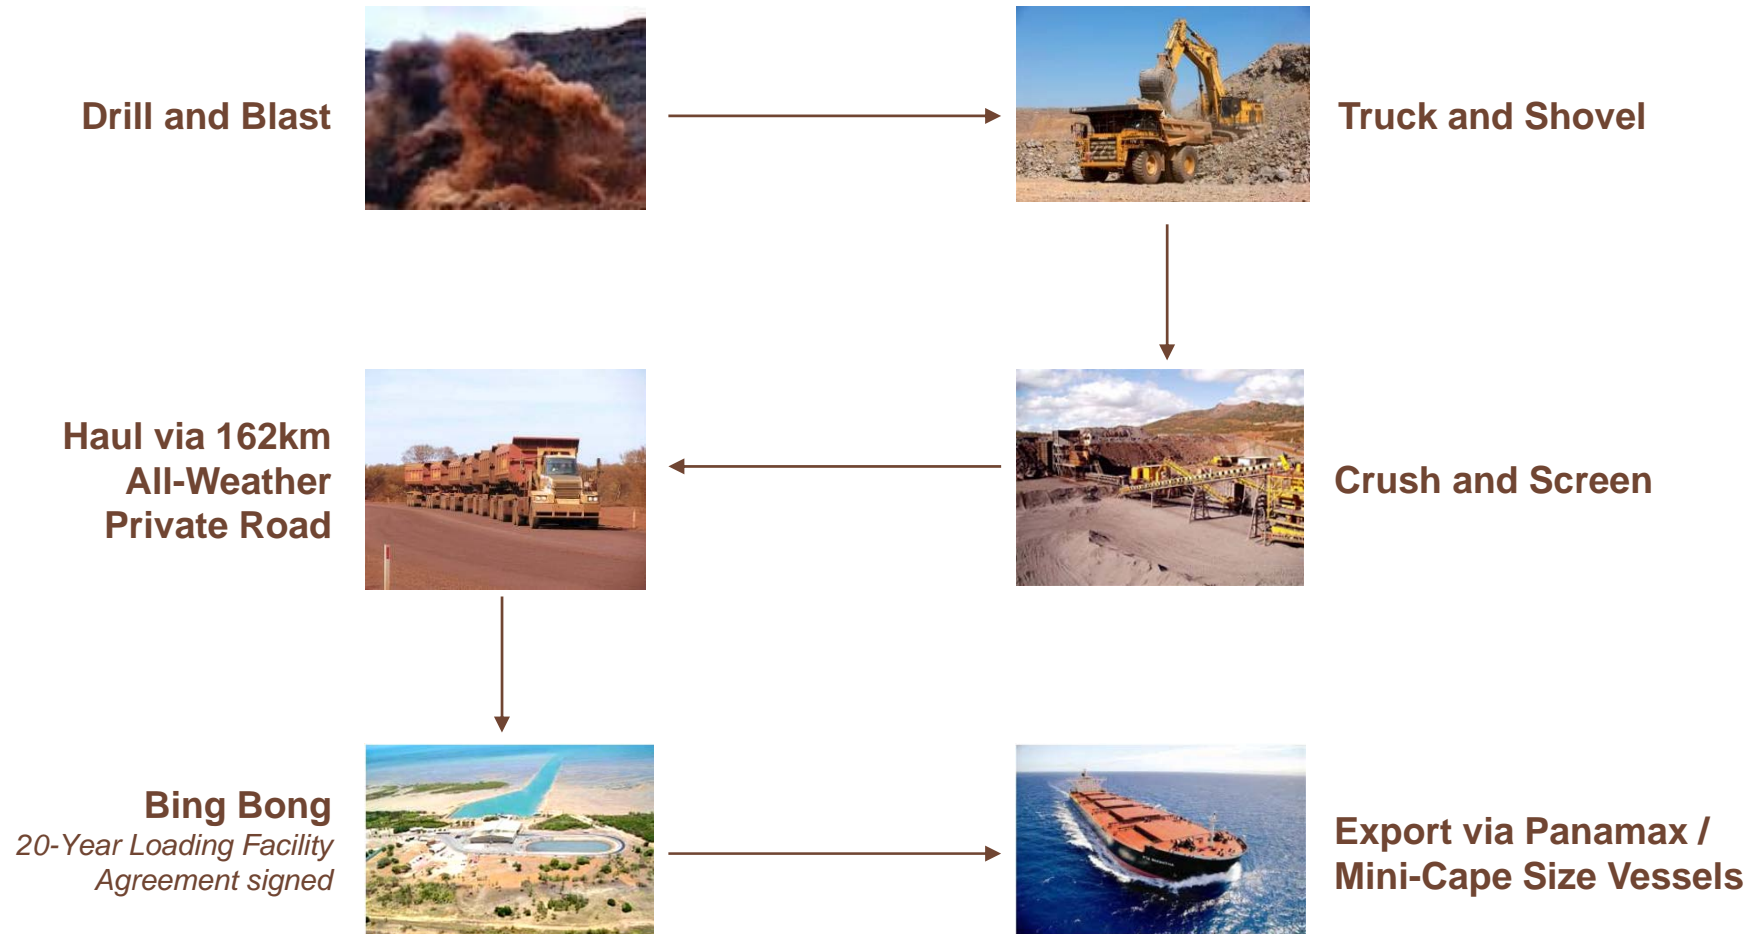 Drill and Blast
Truck and Shovel
Haul via 162km
All-Weather
Private Road
Crush and Screen
Bing Bong
20-Year Loading Facility
Agreement signed
Export via Panamax /
Mini-Cape Size Vessels